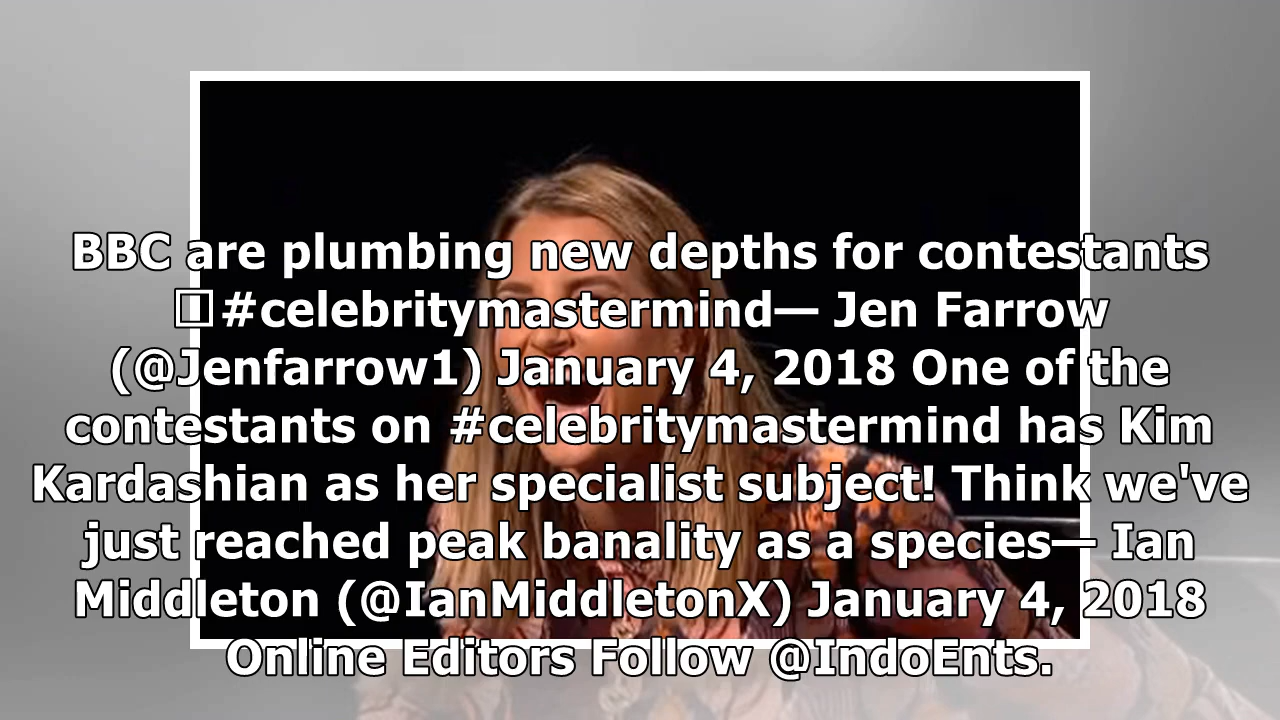 BBC are plumbing new depths for contestants
#celebritymastermind— Jen Farrow
(@Jenfarrow1) January 4, 2018 One of the
contestants on #celebritymastermind has Kim
Kardashian as her specialist subject! Think we've
just reached peak banality as a species— Ian
Middleton (@IanMiddletonX) January 4, 2018
Online Editors Follow @IndoEnts.